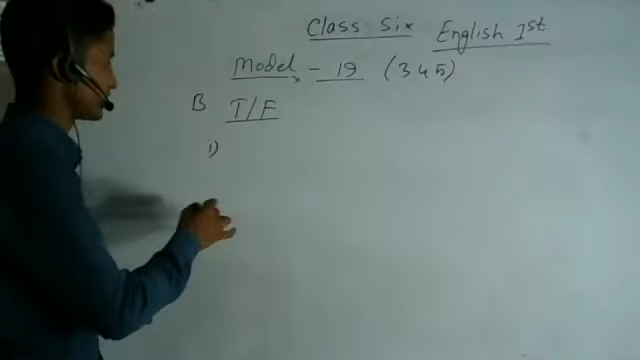 Class Six English 1st
Model - 19 (345)
B T/F
i)